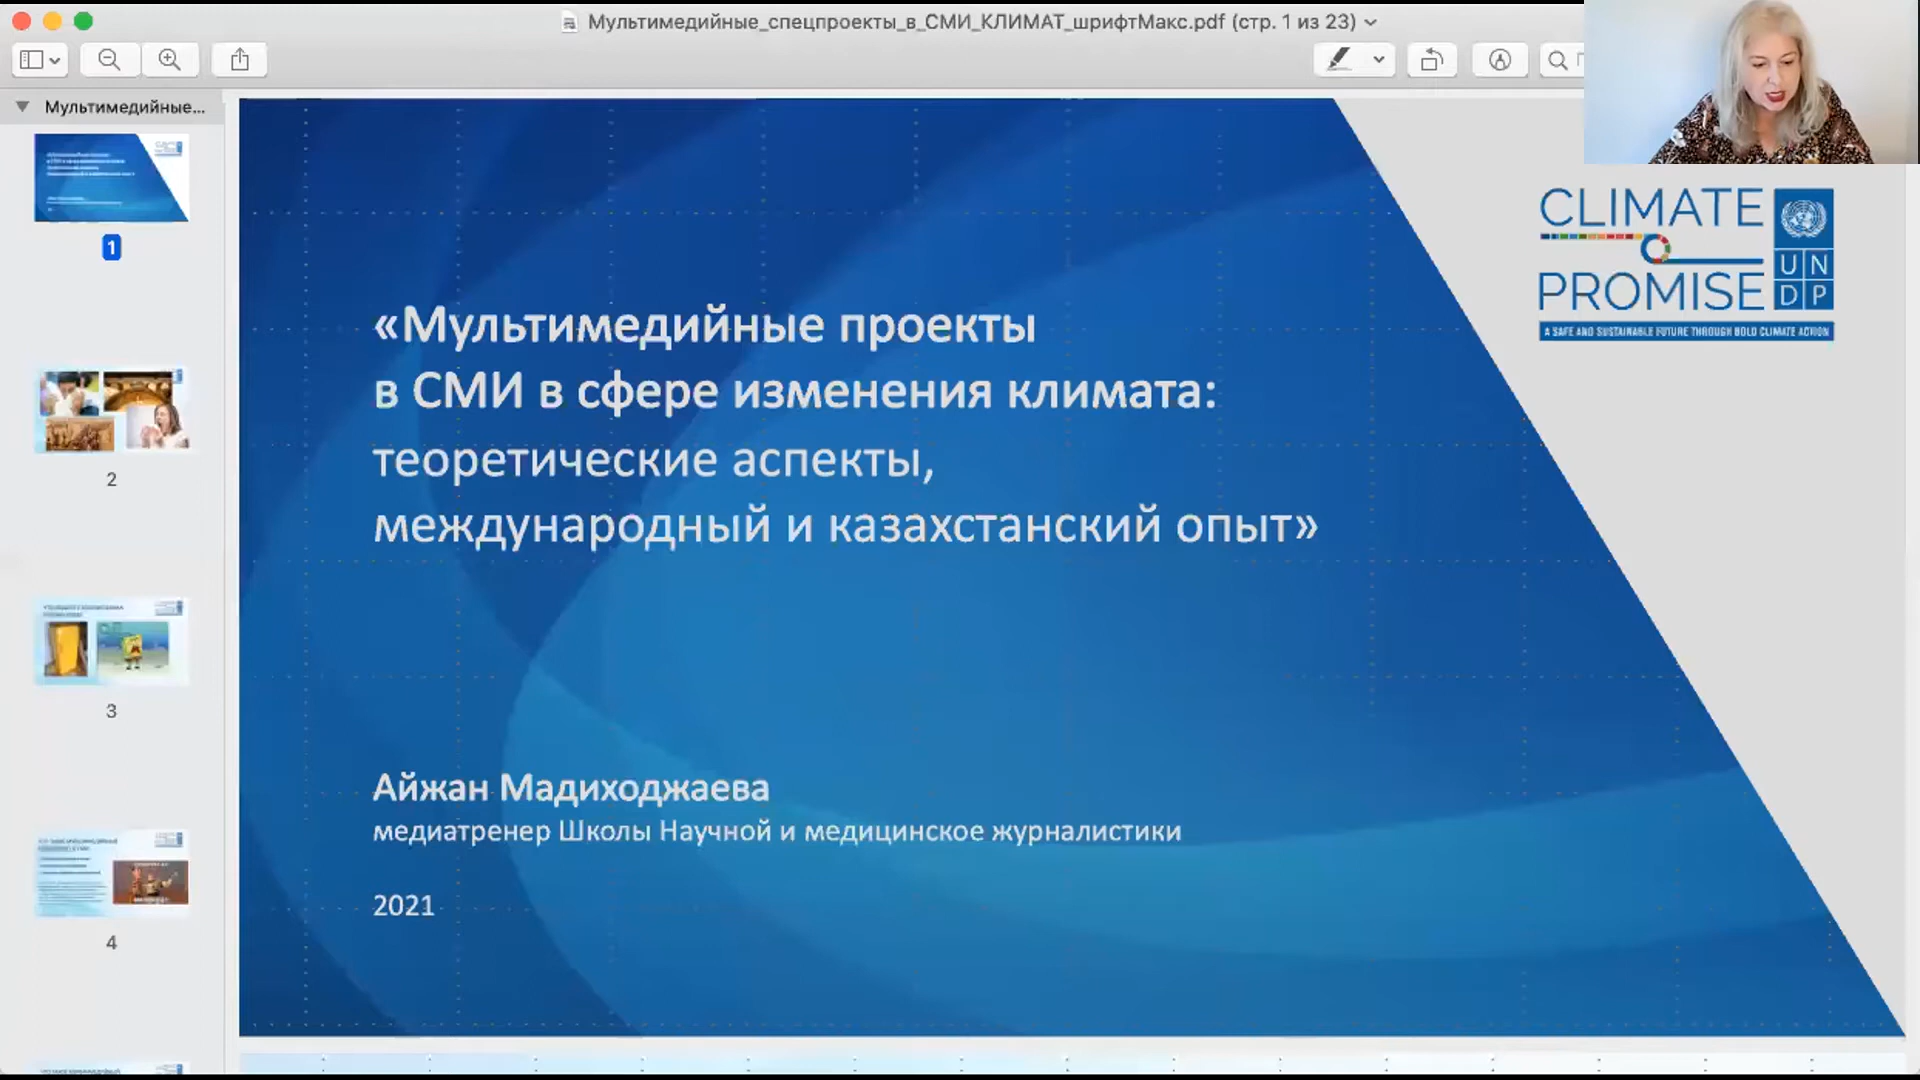 Мультимедийные_спецпроекты_в_СМИ_КЛИМАТ_шрифтМакс.pdf (стр. 1 из 23)
Мультимедийные...
1
2
3
4
«Мультимедийные проекты
в СМИ в сфере изменения климата:
теоретические аспекты,
международный и казахстанский опыт»
Айжан Мадиходжаева
медиатренер Школы Научной и медицинское журналистики
2021
CLIMATE
PROMISE
UN
DP
A SAFE AND SUSTAINABLE FUTURE THROUGH BOLD CLIMATE ACTION